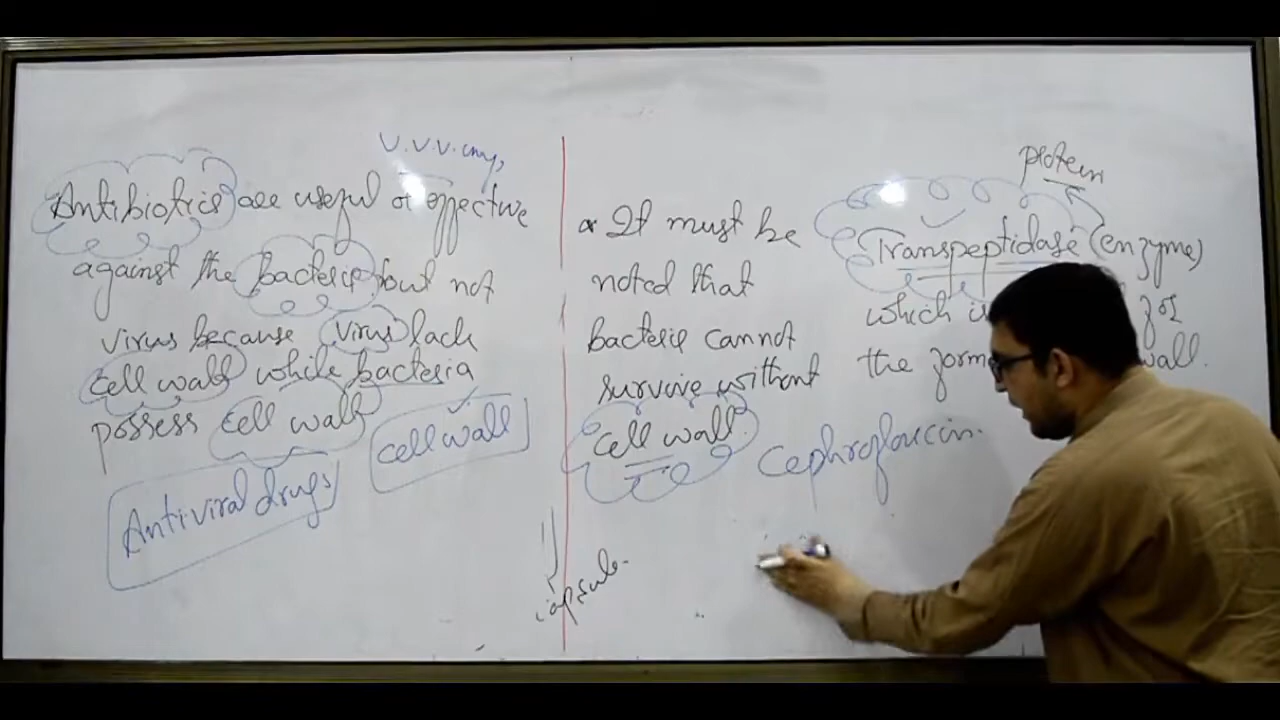 V.V.V.imp,
Antibiotics are useful or effective
against the bacteria but not
virus because virus lack
cell wall while bacteria
possess cell wall
cell wall
Antiviral drugs
It must be
noted that
bacteria cannot
survive without
cell wall.
capsule.
protein
Transpeptidase (enzyme)
which is for
the forma wall.